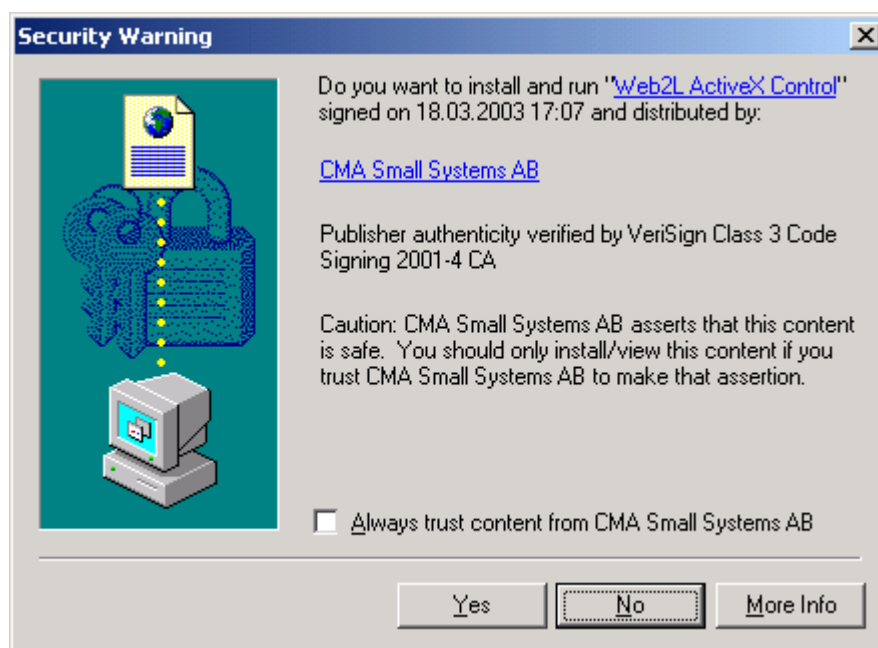 Security Warning
Do you want to install and run "Web2L ActiveX Control"
signed on 18.03.2003 17:07 and distributed by:
CMA Small Systems AB
Publisher authenticity verified by VeriSign Class 3 Code
Signing 2001-4 CA
Caution: CMA Small Systems AB asserts that this content
is safe.  You should only install/view this content if you
trust CMA Small Systems AB to make that assertion.
Always trust content from CMA Small Systems AB
Yes No More Info